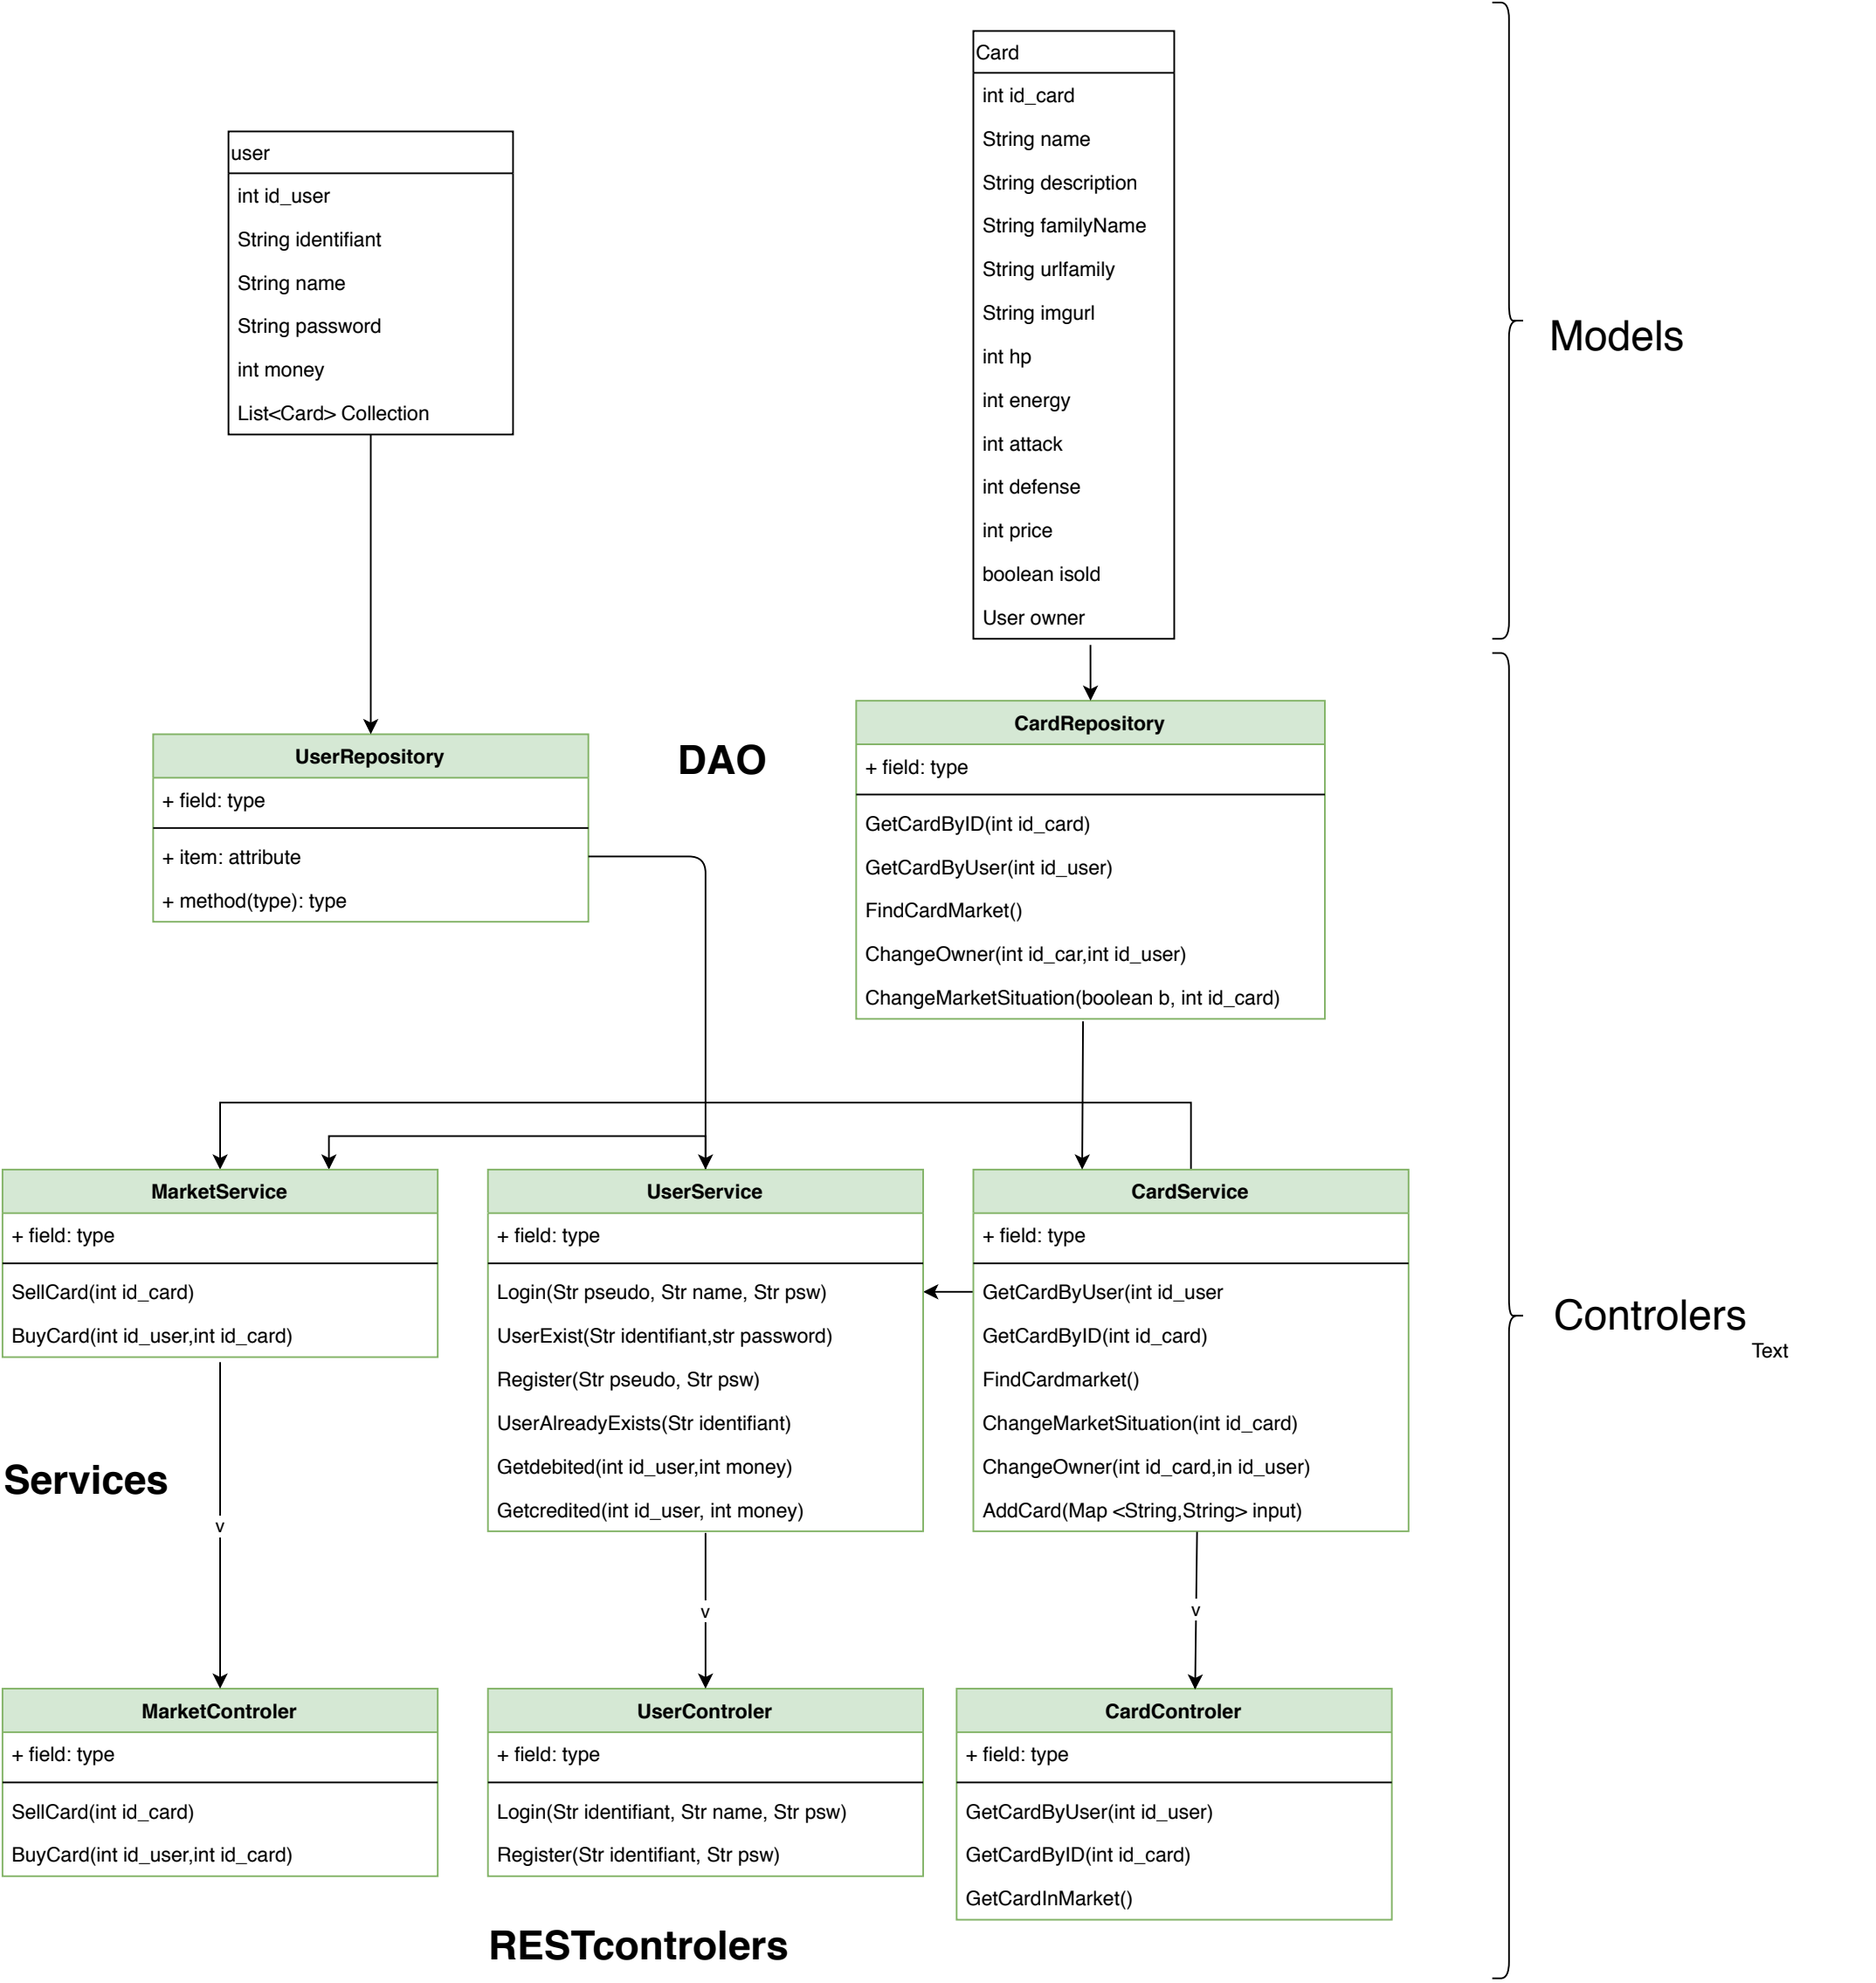 Card
int id_card
String name
String description
String familyName
String urlfamily
String imgurl
int hp
int energy
int attack
int defense
int price
boolean isold
User owner
user
int id_user
String identifiant
String name
String password
int money
List<Card> Collection
Models
UserRepository
+ field: type
+ item: attribute
+ method(type): type
DAO
CardRepository
+ field: type
GetCardByID(int id_card)
GetCardByUser(int id_user)
FindCardMarket()
ChangeOwner(int id_car,int id_user)
ChangeMarketSituation(boolean b, int id_card)
MarketService
+ field: type
SellCard(int id_card)
BuyCard(int id_user,int id_card)
UserService
+ field: type
Login(Str pseudo, Str name, Str psw)
UserExist(Str identifiant,str password)
Register(Str pseudo, Str psw)
UserAlreadyExists(Str identifiant)
Getdebited(int id_user,int money)
Getcredited(int id_user, int money)
CardService
+ field: type
GetCardByUser(int id_user
GetCardByID(int id_card)
FindCardmarket()
ChangeMarketSituation(int id_card)
ChangeOwner(int id_card,in id_user)
AddCard(Map <String,String> input)
Controlers
Text
Services
v
v
v
MarketControler
+ field: type
SellCard(int id_card)
BuyCard(int id_user,int id_card)
UserControler
+ field: type
Login(Str identifiant, Str name, Str psw)
Register(Str identifiant, Str psw)
CardControler
+ field: type
GetCardByUser(int id_user)
GetCardByID(int id_card)
GetCardInMarket()
RESTcontrolers